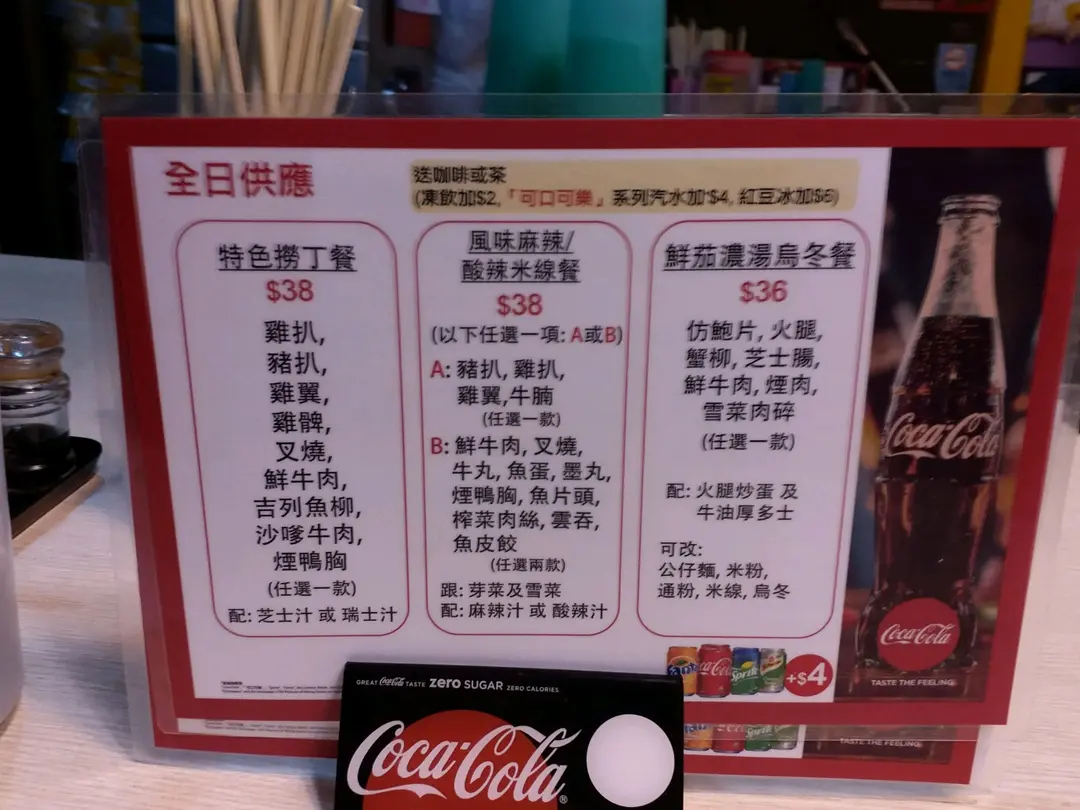 全日供應
送咖啡或茶
(凍飲加$2,「可口可樂」系列汽水加$4, 紅豆冰加$6)
特色撈丁餐
$38
雞扒,
豬扒,
雞翼,
雞髀,
叉燒,
鮮牛肉,
吉列魚柳,
沙嗲牛肉,
煙鴨胸
(任選一款)
配: 芝士汁 或 瑞士汁
風味麻辣/
酸辣米線餐
$38
(以下任選一項: A或B)
A: 豬扒, 雞扒,
雞翼,牛腩
(任選一款)
B: 鮮牛肉, 叉燒,
牛丸, 魚蛋, 墨丸,
煙鴨胸, 魚片頭,
榨菜肉絲, 雲吞,
魚皮餃
(任選兩款)
跟: 芽菜及雪菜
配: 麻辣汁 或 酸辣汁
鮮茄濃湯烏冬餐
$36
仿鮑片, 火腿,
蟹柳, 芝士腸,
鮮牛肉, 煙肉,
雪菜肉碎
(任選一款)
配: 火腿炒蛋 及
牛油厚多士
可改:
公仔麵, 米粉,
通粉, 米線, 烏冬
+$4
Coca-Cola
Coca-Cola
TASTE THE FEELING
Sprite
TASTE THE FEELING
GREAT Coca-Cola TASTE zero SUGAR ZERO CALORIES
Coca-Cola